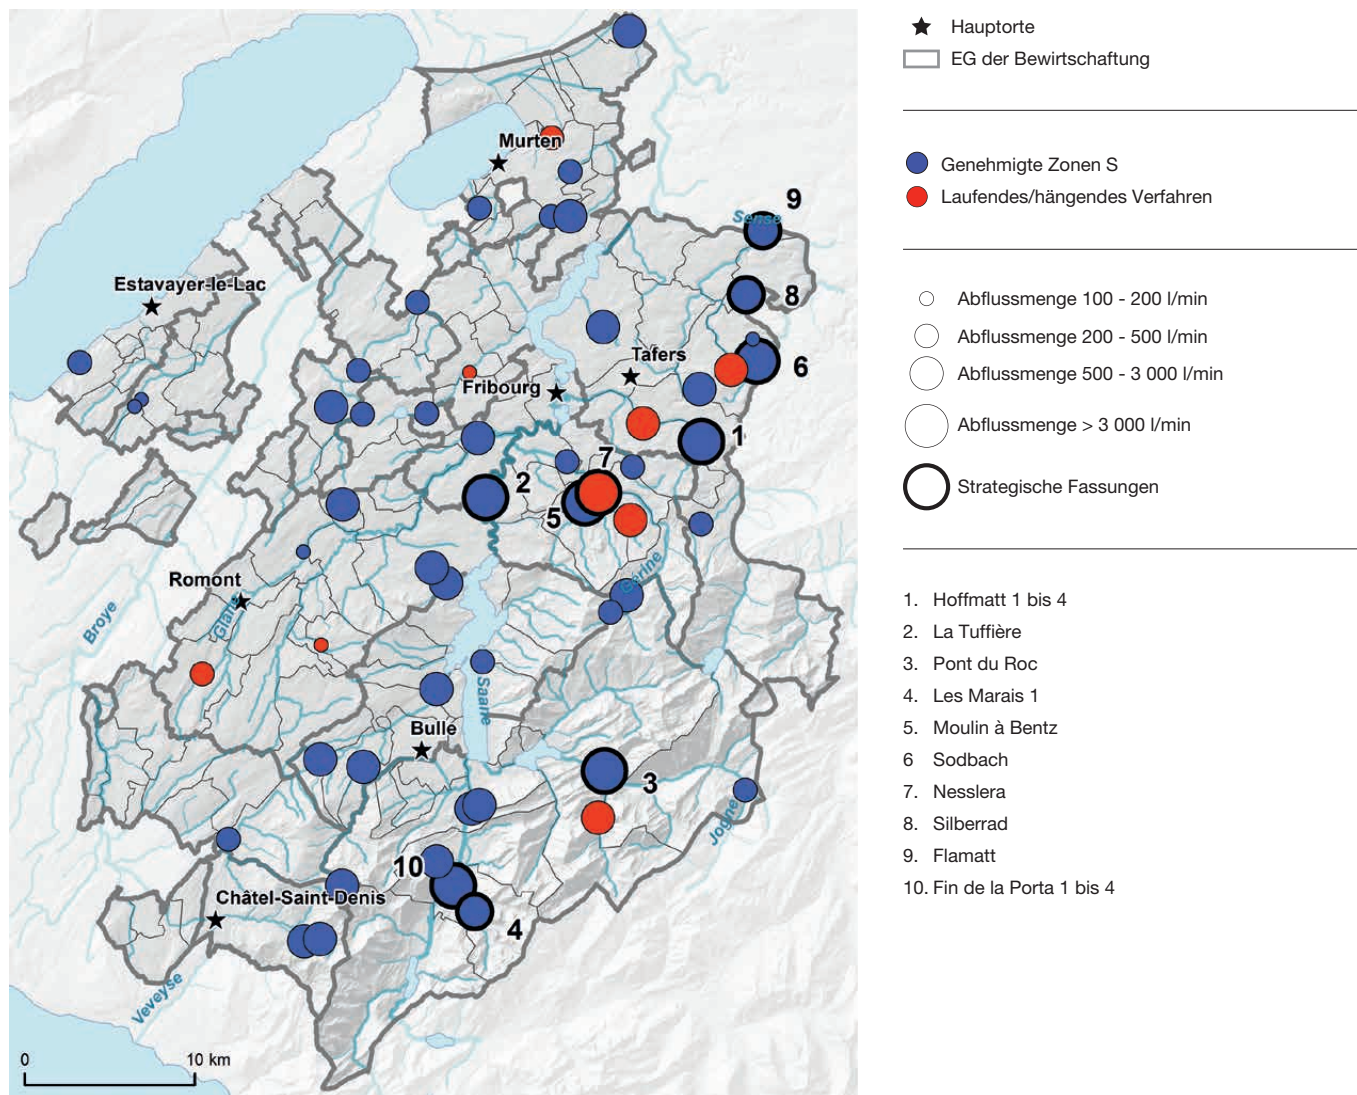 Murten
9
Sense
Estavayer-le-Lac
8
Tafers
6
Fribourg
1
7
2
5
Gérine
Romont
Broye
Glâne
Saane
Bulle
3
Jogne
10
Châtel-Saint-Denis
4
Veveyse
0 10 km
Hauptorte
EG der Bewirtschaftung
Genehmigte Zonen S
Laufendes/hängendes Verfahren
Abflussmenge 100 - 200 l/min
Abflussmenge 200 - 500 l/min
Abflussmenge 500 - 3 000 l/min
Abflussmenge > 3 000 l/min
Strategische Fassungen
1. Hoffmatt 1 bis 4
2. La Tuffière
3. Pont du Roc
4. Les Marais 1
5. Moulin à Bentz
6 Sodbach
7. Nesslera
8. Silberrad
9. Flamatt
10. Fin de la Porta 1 bis 4